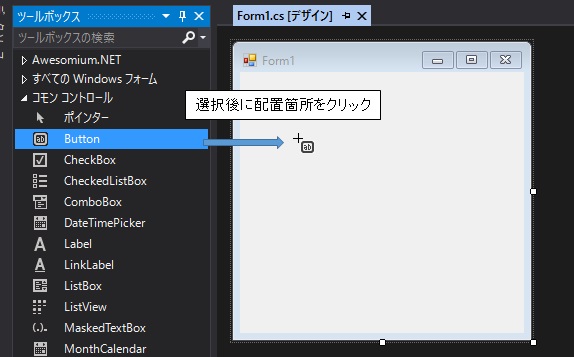 ツールボックス
ツールボックスの検索
Awesomium.NET
すべての Windows フォーム
コモン コントロール
ポインター
Button
CheckBox
CheckedListBox
ComboBox
DateTimePicker
Label
LinkLabel
ListBox
ListView
MaskedTextBox
MonthCalendar
Form1.cs [デザイン]
Form1
選択後に配置箇所をクリック